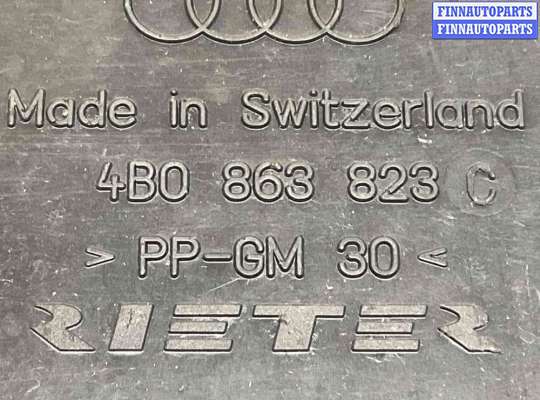 FINNAUTOPARTS
FINNAUTOPARTS
Made in Switzerland
4B0 863 823 C
> PP-GM 30 <
RIETER